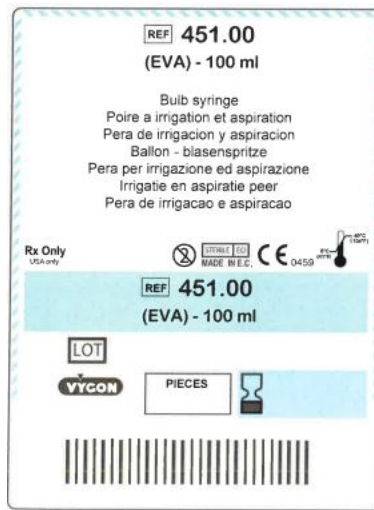 REF 451.00
(EVA) - 100 ml
Bulb syringe
Poire a irrigation et aspiration
Pera de irrigacion y aspiracion
Ballon - blasenspritze
Pera per irrigazione ed aspirazione
Irrigatie en aspiratie peer
Pera de irrigacao e aspiracao
Rx Only
USA only
2
STERILE EO
MADE IN E.C.
CE 0459
REF 451.00
(EVA) - 100 ml
LOT
VYGON
PIECES